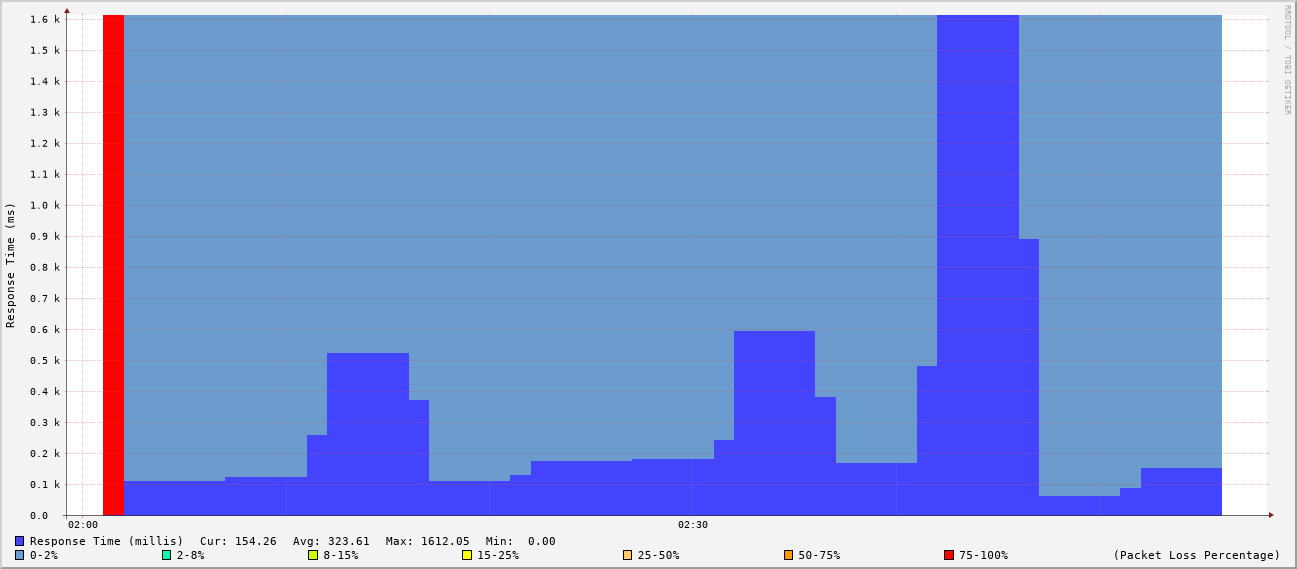 RRDTOOL / TOBI OETIKER
Response Time (ms)
1.6 k
1.5 k
1.4 k
1.3 k
1.2 k
1.1 k
1.0 k
0.9 k
0.8 k
0.7 k
0.6 k
0.5 k
0.4 k
0.3 k
0.2 k
0.1 k
0.0
02:00 02:30
Response Time (millis) Cur: 154.26 Avg: 323.61 Max: 1612.05 Min: 0.00
0-2% 2-8% 8-15% 15-25% 25-50% 50-75% 75-100% (Packet Loss Percentage)